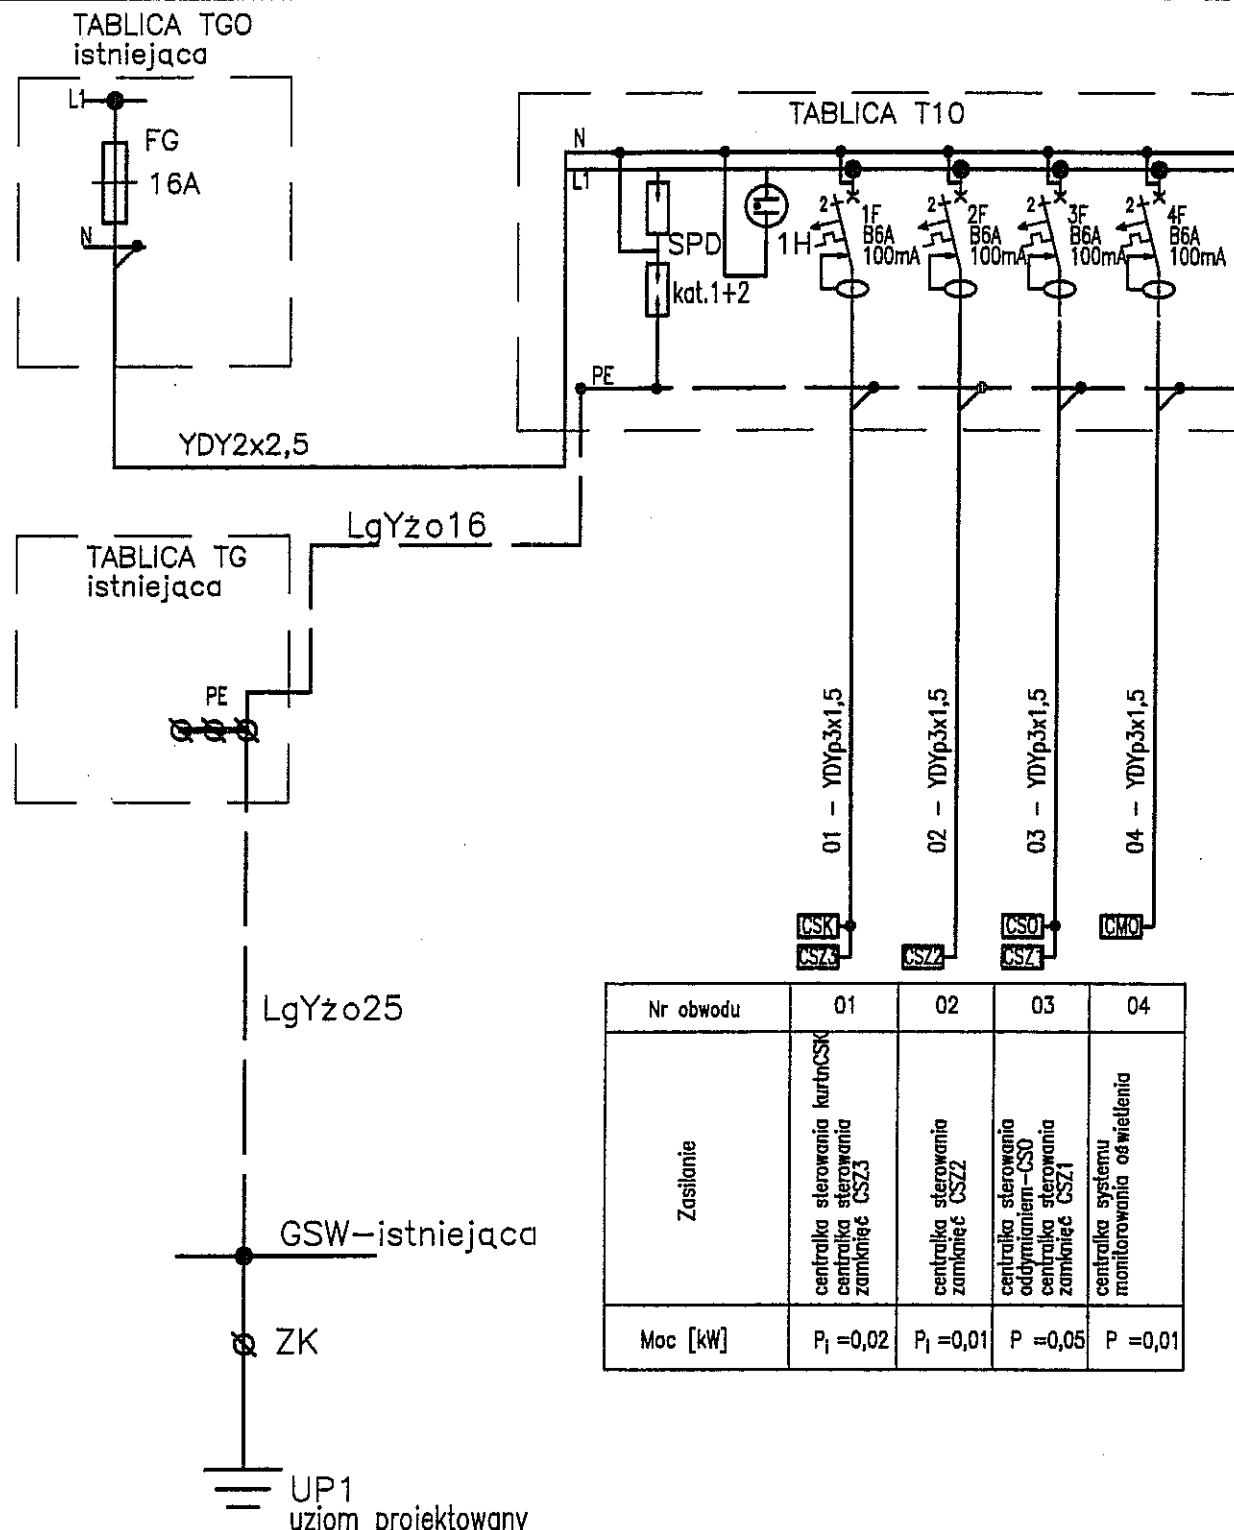 TABLICA TGO
istniejąca
L1
FG
16A
N
TABLICA T10
N
L1
SPD
kat.1+2
1H
2
1F
B6A
100mA
2
2F
B6A
100mA
2
3F
B6A
100mA
2
4F
B6A
100mA
PE
YDY2x2,5
LgYżo16
TABLICA TG
istniejąca
PE
01 - YDYp3x1,5
02 - YDYp3x1,5
03 - YDYp3x1,5
04 - YDYp3x1,5
CSK
CSZ3
CSZ2
CSO
CSZ1
CMO
LgYżo25
GSW-istniejąca
ZK
UP1
uziom projektowany
Nr obwodu 01 02 03 04
Zasilanie
centralka sterowania kurtnCSK
centralka sterowania
zamknięć CSZ3
centralka sterowania
zamknięć CSZ2
centralka sterowania
oddymianiem-CSO
centralka sterowania
zamknięć CSZ1
centralka systemu
monitorowania oświetlenia
Moc [kW] Pi =0,02 Pi =0,01 P =0,05 P =0,01